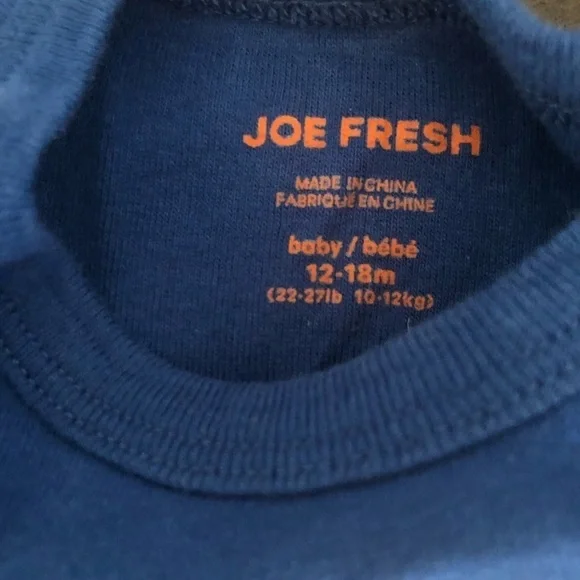 JOE FRESH
MADE IN CHINA
FABRIQUÉ EN CHINE
baby / bébé
12-18m
(22-27lb 10-12kg)